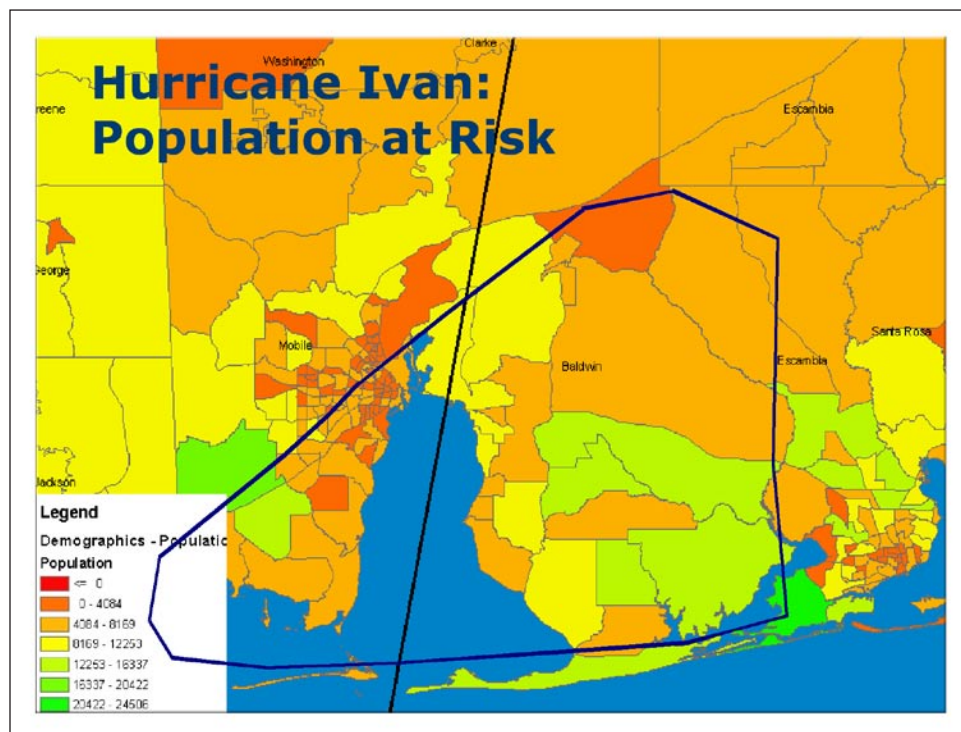 Clarke
Washington
Hurricane Ivan:
Population at Risk
reene
Escambia
George
Santa Rosa
Mobile
Baldwin
Escambia
Jackson
Legend
Demographics - Populatic
Population
<= 0
0 - 4084
4084 - 8169
8169 - 12253
12253 - 16337
16337 - 20422
20422 - 24506